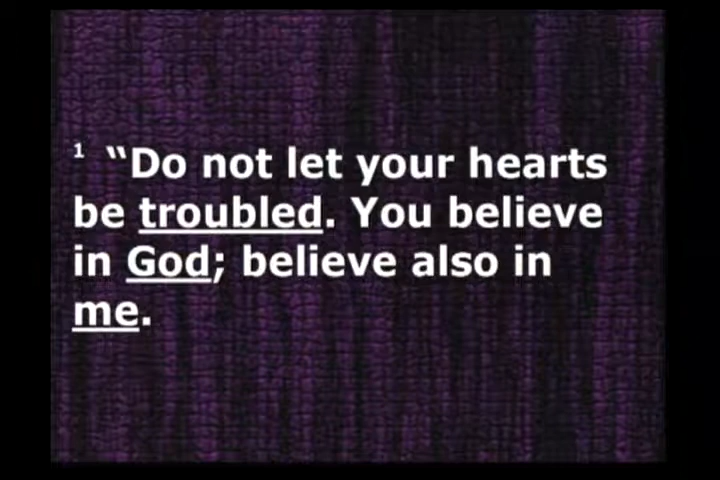 1 “Do not let your hearts
be troubled. You believe
in God; believe also in
me.